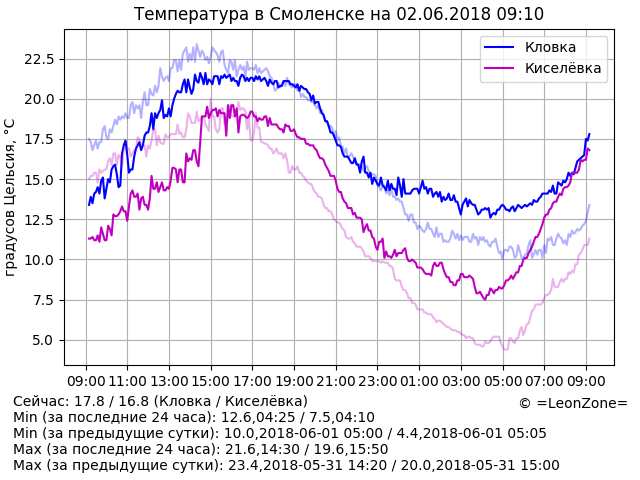 Температура в Смоленске на 02.06.2018 09:10
градусов Цельсия, °C
22.5
20.0
17.5
15.0
12.5
10.0
7.5
5.0
Кловка
Киселёвка
09:00 11:00 13:00 15:00 17:00 19:00 21:00 23:00 01:00 03:00 05:00 07:00 09:00
Сейчас: 17.8 / 16.8 (Кловка / Киселёвка)
© =LeonZone=
Min (за последние 24 часа): 12.6,04:25 / 7.5,04:10
Min (за предыдущие сутки): 10.0,2018-06-01 05:00 / 4.4,2018-06-01 05:05
Max (за последние 24 часа): 21.6,14:30 / 19.6,15:50
Max (за предыдущие сутки): 23.4,2018-05-31 14:20 / 20.0,2018-05-31 15:00